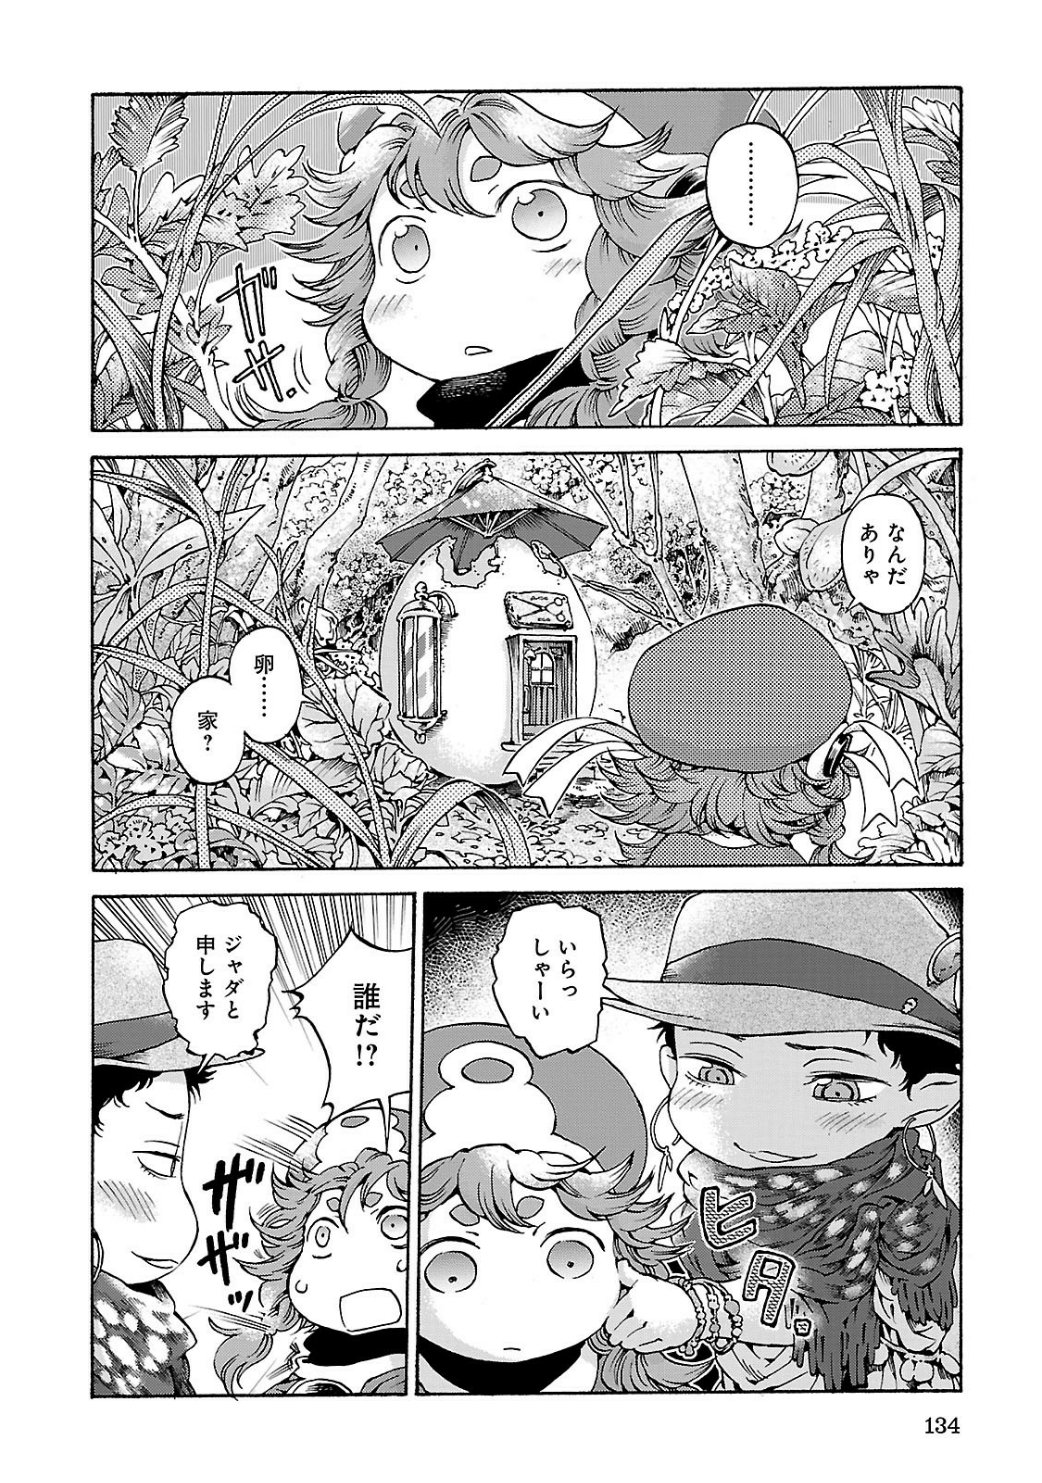 ………
ガサ．
なんだ
ありゃ
卵……
家？
いらっ
しゃーい
ヒタ。
誰だ!?
ザザッ
ジャダと
申します
134